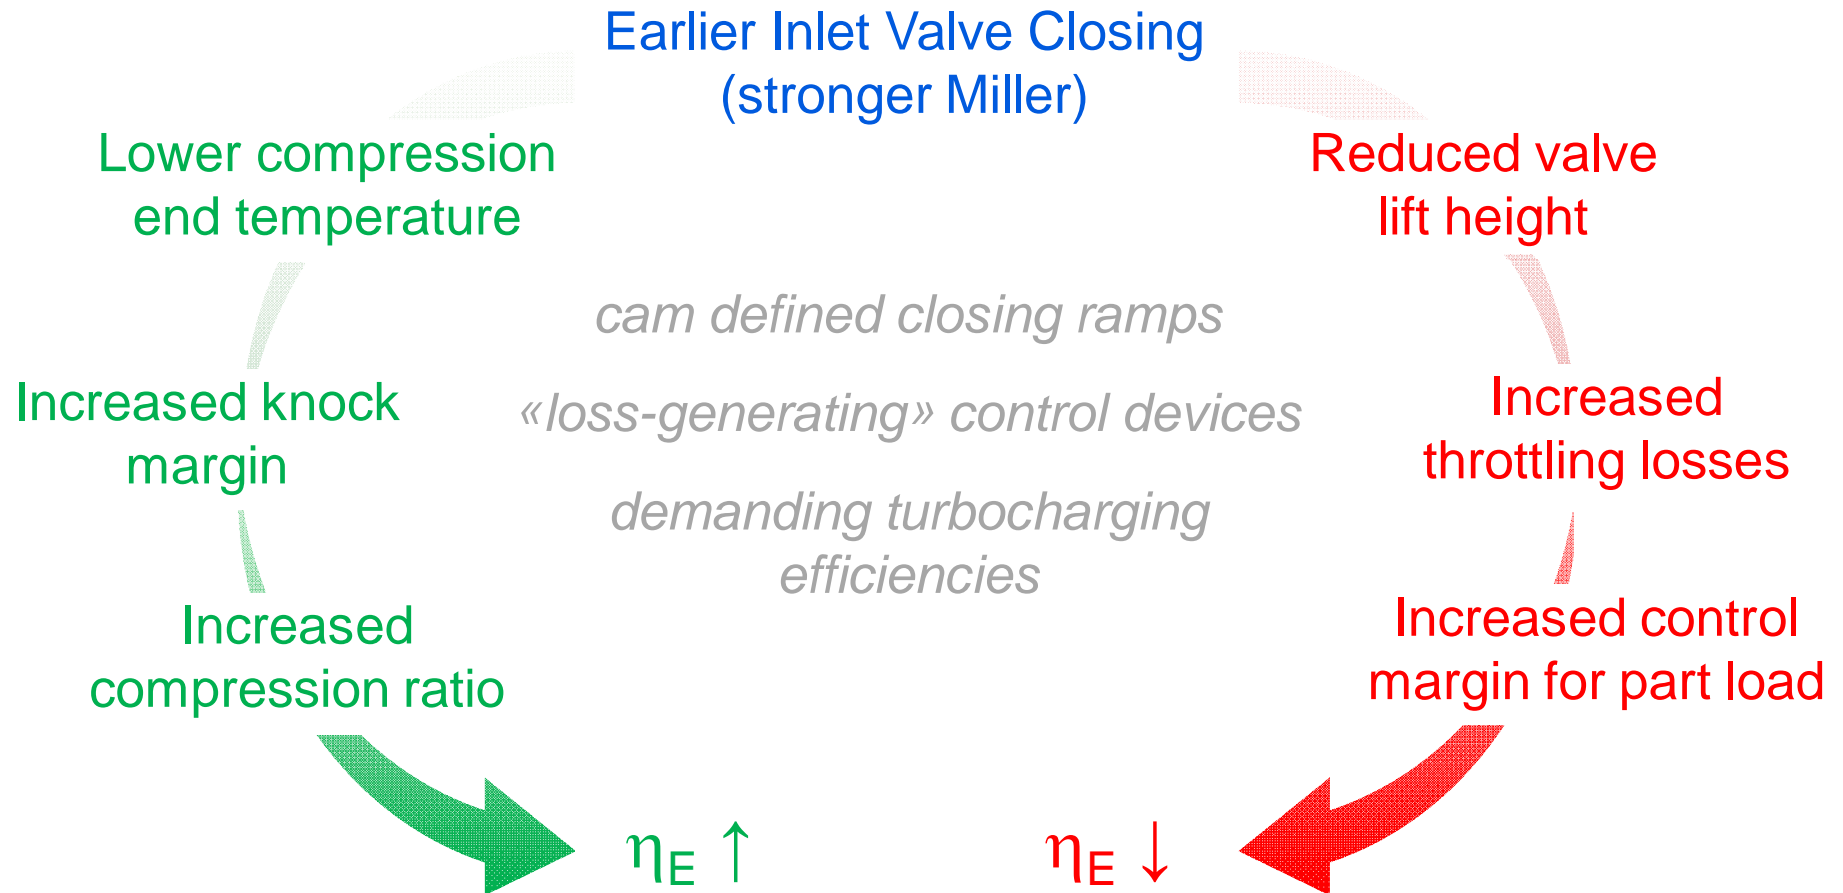 Earlier Inlet Valve Closing
(stronger Miller)
Lower compression
end temperature
Increased knock
margin
Increased
compression ratio
ηE ↑
cam defined closing ramps
«loss-generating» control devices
demanding turbocharging
efficiencies
Reduced valve
lift height
Increased
throttling losses
Increased control
margin for part load
ηE ↓